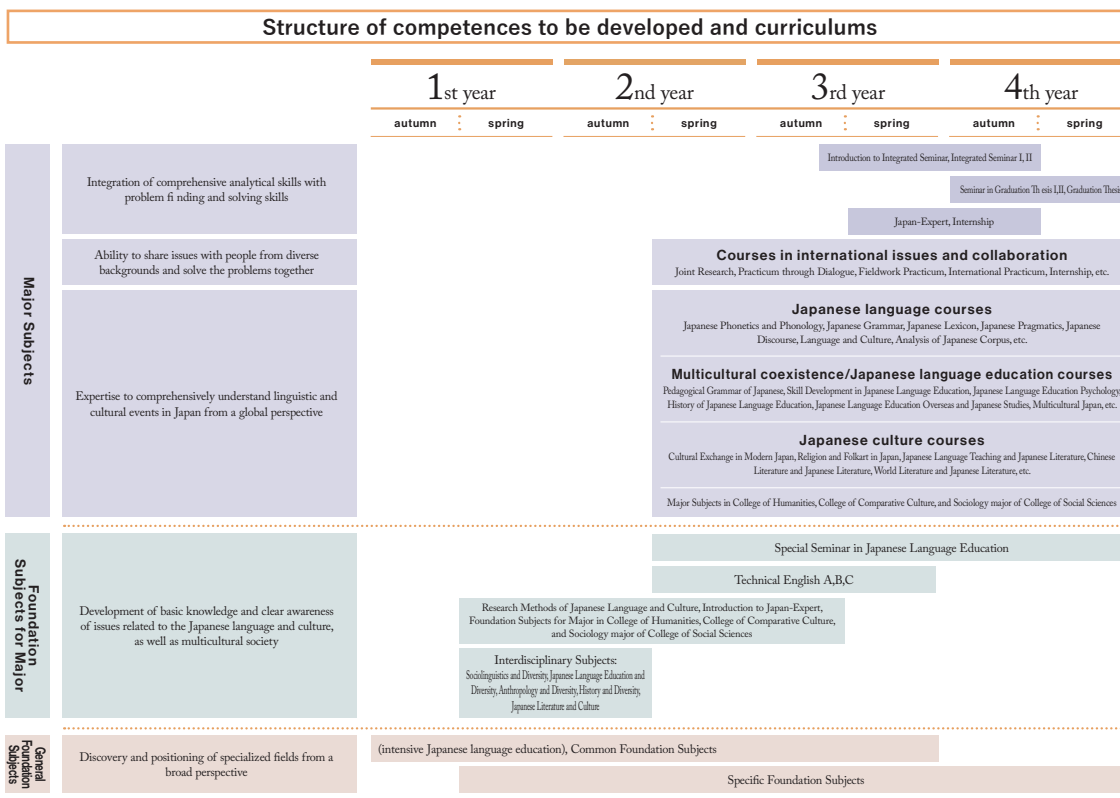 Structure of competences to be developed and curriculums
1st year
2nd year
3rd year
4th year
autumn
spring
autumn
spring
autumn
spring
autumn
spring
Major Subjects
Integration of comprehensive analytical skills with
problem fi nding and solving skills
Introduction to Integrated Seminar, Integrated Seminar I, II
Seminar in Graduation Th esis I,II, Graduation Thesis
Japan-Expert, Internship
Ability to share issues with people from diverse
backgrounds and solve the problems together
Courses in international issues and collaboration
Joint Research, Practicum through Dialogue, Fieldwork Practicum, International Practicum, Internship, etc.
Expertise to comprehensively understand linguistic and
cultural events in Japan from a global perspective
Japanese language courses
Japanese Phonetics and Phonology, Japanese Grammar, Japanese Lexicon, Japanese Pragmatics, Japanese
Discourse, Language and Culture, Analysis of Japanese Corpus, etc.
Multicultural coexistence/Japanese language education courses
Pedagogical Grammar of Japanese, Skill Development in Japanese Language Education, Japanese Language Education Psychology,
History of Japanese Language Education, Japanese Language Education Overseas and Japanese Studies, Multicultural Japan, etc.
Japanese culture courses
Cultural Exchange in Modern Japan, Religion and Folkart in Japan, Japanese Language Teaching and Japanese Literature, Chinese
Literature and Japanese Literature, World Literature and Japanese Literature, etc.
Major Subjects in College of Humanities, College of Comparative Culture, and Sociology major of College of Social Sciences
Foundation
Subjects for Major
Development of basic knowledge and clear awareness
of issues related to the Japanese language and culture,
as well as multicultural society
Special Seminar in Japanese Language Education
Technical English A,B,C
Research Methods of Japanese Language and Culture, Introduction to Japan-Expert,
Foundation Subjects for Major in College of Humanities, College of Comparative Culture,
and Sociology major of College of Social Sciences
Interdisciplinary Subjects:
Sociolinguistics and Diversity, Japanese Language Education and
Diversity, Anthropology and Diversity, History and Diversity,
Japanese Literature and Culture
General
Foundation
Subjects
Discovery and positioning of specialized fields from a
broad perspective
(intensive Japanese language education), Common Foundation Subjects
Specific Foundation Subjects